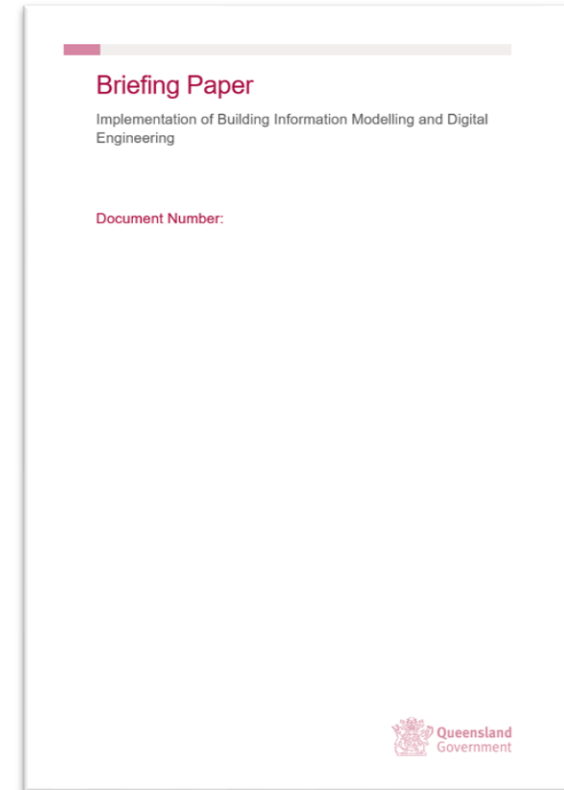 Briefing Paper
Implementation of Building Information Modelling and Digital
Engineering
Document Number:
Queensland
Government